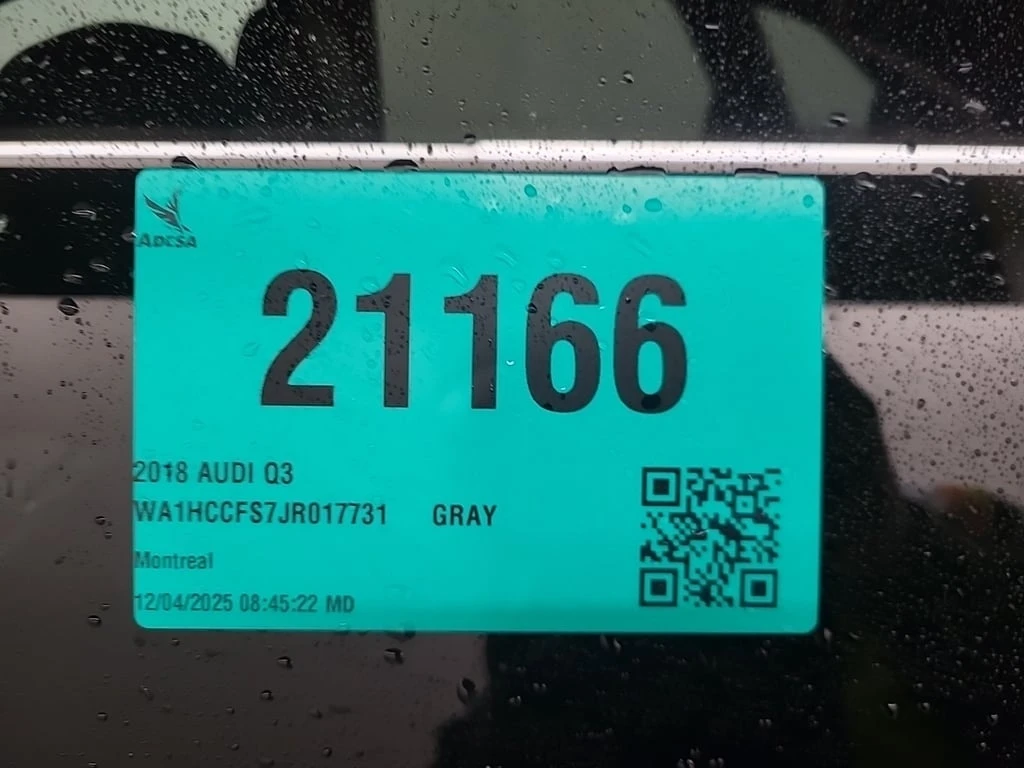 ADESA
21166
2018 AUDI Q3
WA1HCCFS7JR017731 GRAY
Montreal
12/04/2025 08:45:22 MD